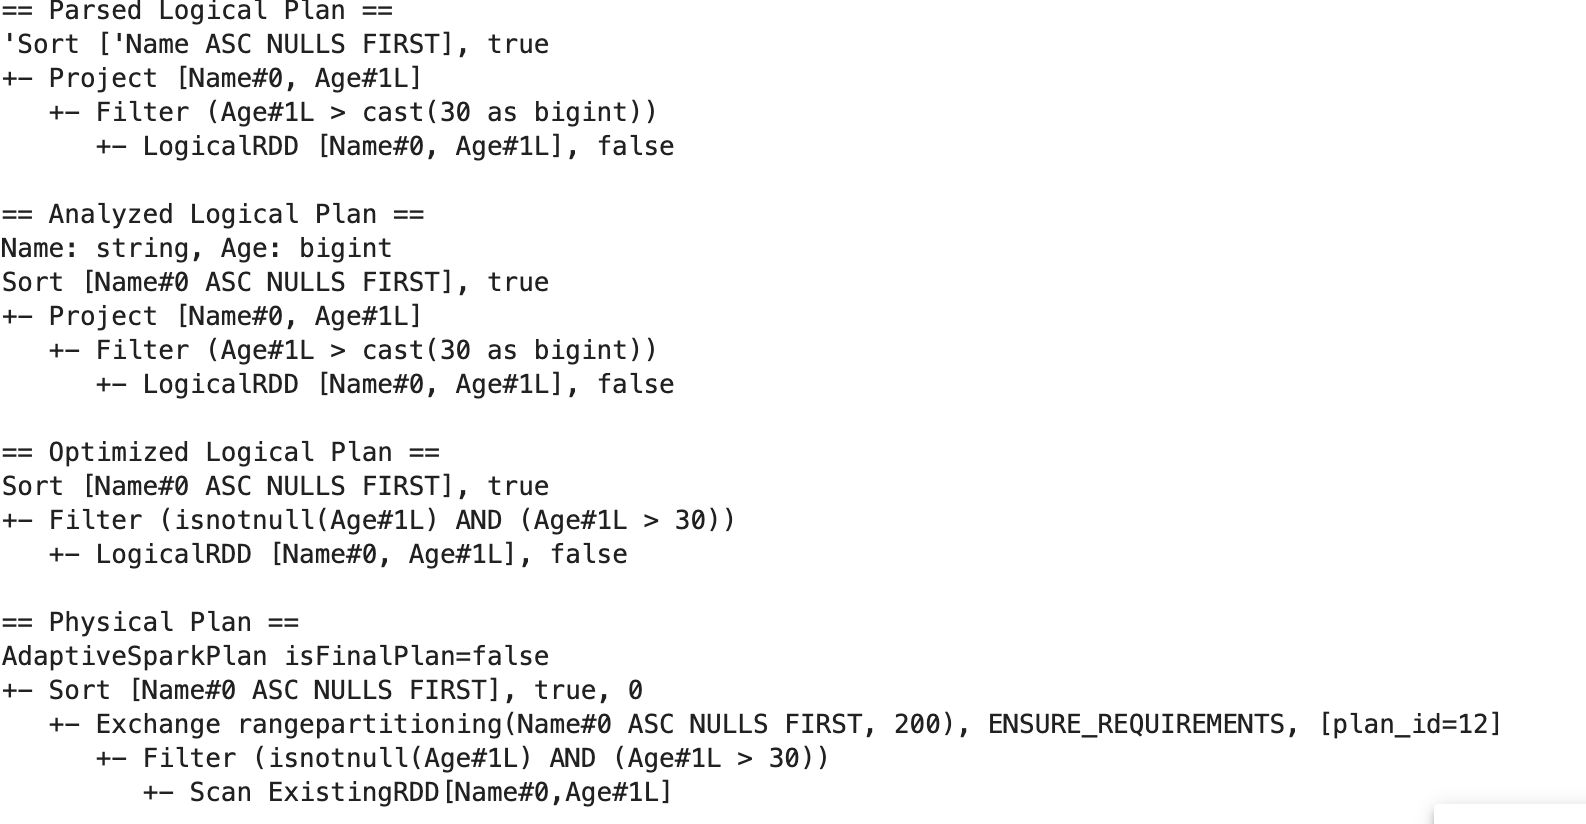 == Parsed Logical Plan ==
'Sort ['Name ASC NULLS FIRST], true
+- Project [Name#0, Age#1L]
   +- Filter (Age#1L > cast(30 as bigint))
      +- LogicalRDD [Name#0, Age#1L], false

== Analyzed Logical Plan ==
Name: string, Age: bigint
Sort [Name#0 ASC NULLS FIRST], true
+- Project [Name#0, Age#1L]
   +- Filter (Age#1L > cast(30 as bigint))
      +- LogicalRDD [Name#0, Age#1L], false

== Optimized Logical Plan ==
Sort [Name#0 ASC NULLS FIRST], true
+- Filter (isnotnull(Age#1L) AND (Age#1L > 30))
   +- LogicalRDD [Name#0, Age#1L], false

== Physical Plan ==
AdaptiveSparkPlan isFinalPlan=false
+- Sort [Name#0 ASC NULLS FIRST], true, 0
   +- Exchange rangepartitioning(Name#0 ASC NULLS FIRST, 200), ENSURE_REQUIREMENTS, [plan_id=12]
      +- Filter (isnotnull(Age#1L) AND (Age#1L > 30))
         +- Scan ExistingRDD[Name#0,Age#1L]